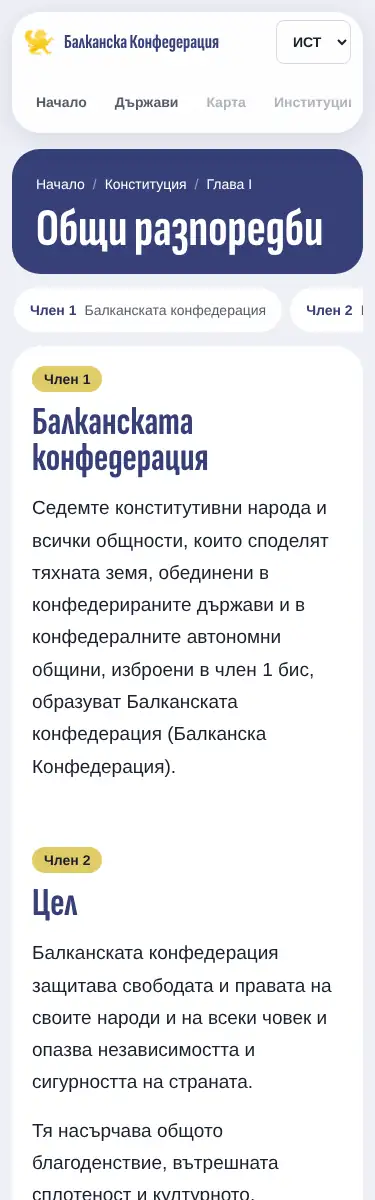 Балканска Конфедерация
ИСТ
Начало Държави Карта Институции
Начало / Конституция / Глава I
Общи разпоредби
Член 1 Балканската конфедерация Член 2
Член 1
Балканската
конфедерация
Седемте конститутивни народа и
всички общности, които споделят
тяхната земя, обединени в
конфедерираните държави и в
конфедералните автономни
общини, изброени в член 1 бис,
образуват Балканската
конфедерация (Балканска
Конфедерация).
Член 2
Цел
Балканската конфедерация
защитава свободата и правата на
своите народи и на всеки човек и
опазва независимостта и
сигурността на страната.
Тя насърчава общото
благоденствие, вътрешната
сплотеност и културното,